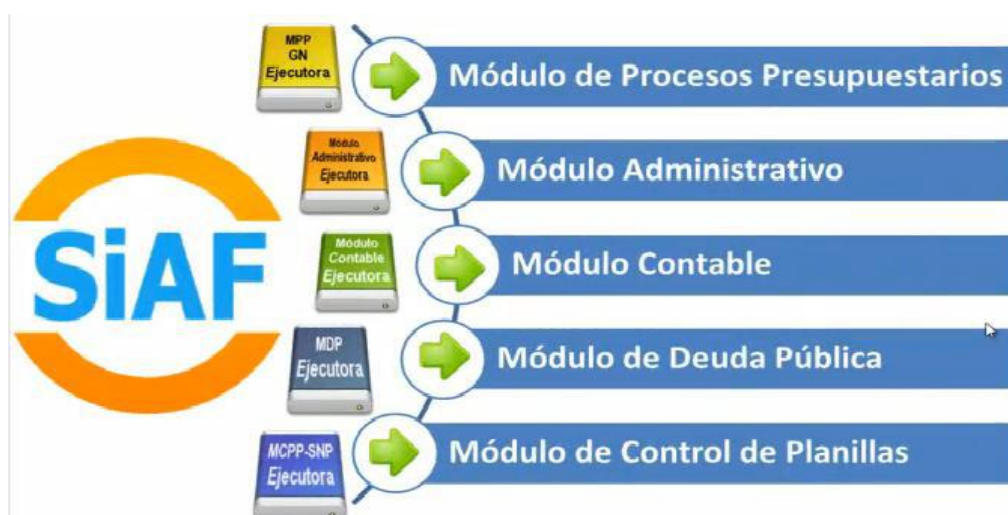 MPP
GN
Ejecutora
Módulo de Procesos Presupuestarios
Módulo
Administrativo
Ejecutora
Módulo Administrativo
SiAF
Módulo
Contable
Ejecutora
Módulo Contable
MDP
Ejecutora
Módulo de Deuda Pública
MCPP-SNP
Ejecutora
Módulo de Control de Planillas